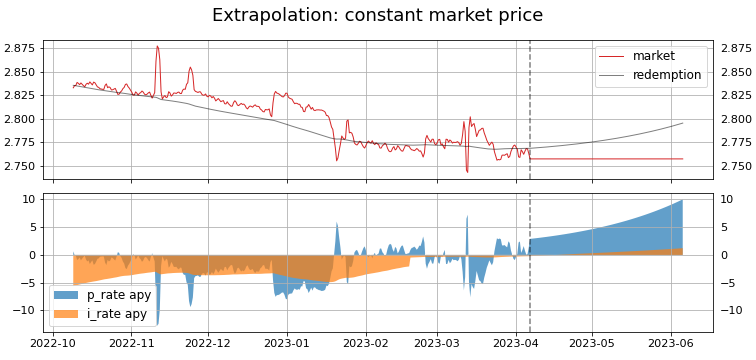 Extrapolation: constant market price
2.875 2.875
2.850 2.850
2.825 2.825
2.800 2.800
2.775 2.775
2.750 2.750
market
redemption
10 10
5 5
0 0
−5 −5
−10 −10
p_rate apy
i_rate apy
2022-10 2022-11 2022-12 2023-01 2023-02 2023-03 2023-04 2023-05 2023-06